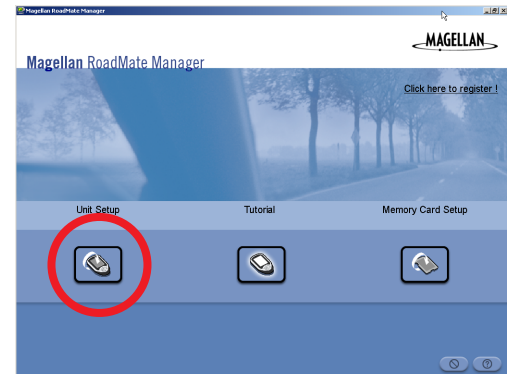 Magellan RoadMate Manager
MAGELLAN
Magellan RoadMate Manager
Click here to register !
Unit Setup Tutorial Memory Card Setup
?